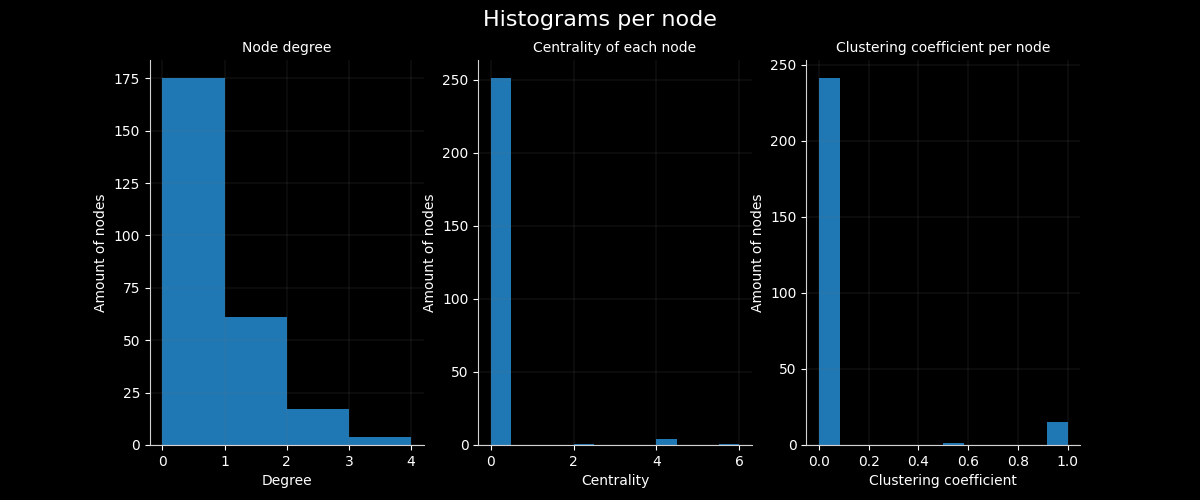 Histograms per node
Node degree
Amount of nodes
175
150
125
100
75
50
25
0
0 1 2 3 4
Degree
Centrality of each node
Amount of nodes
250
200
150
100
50
0
0 2 4 6
Centrality
Clustering coefficient per node
Amount of nodes
250
200
150
100
50
0
0.0 0.2 0.4 0.6 0.8 1.0
Clustering coefficient